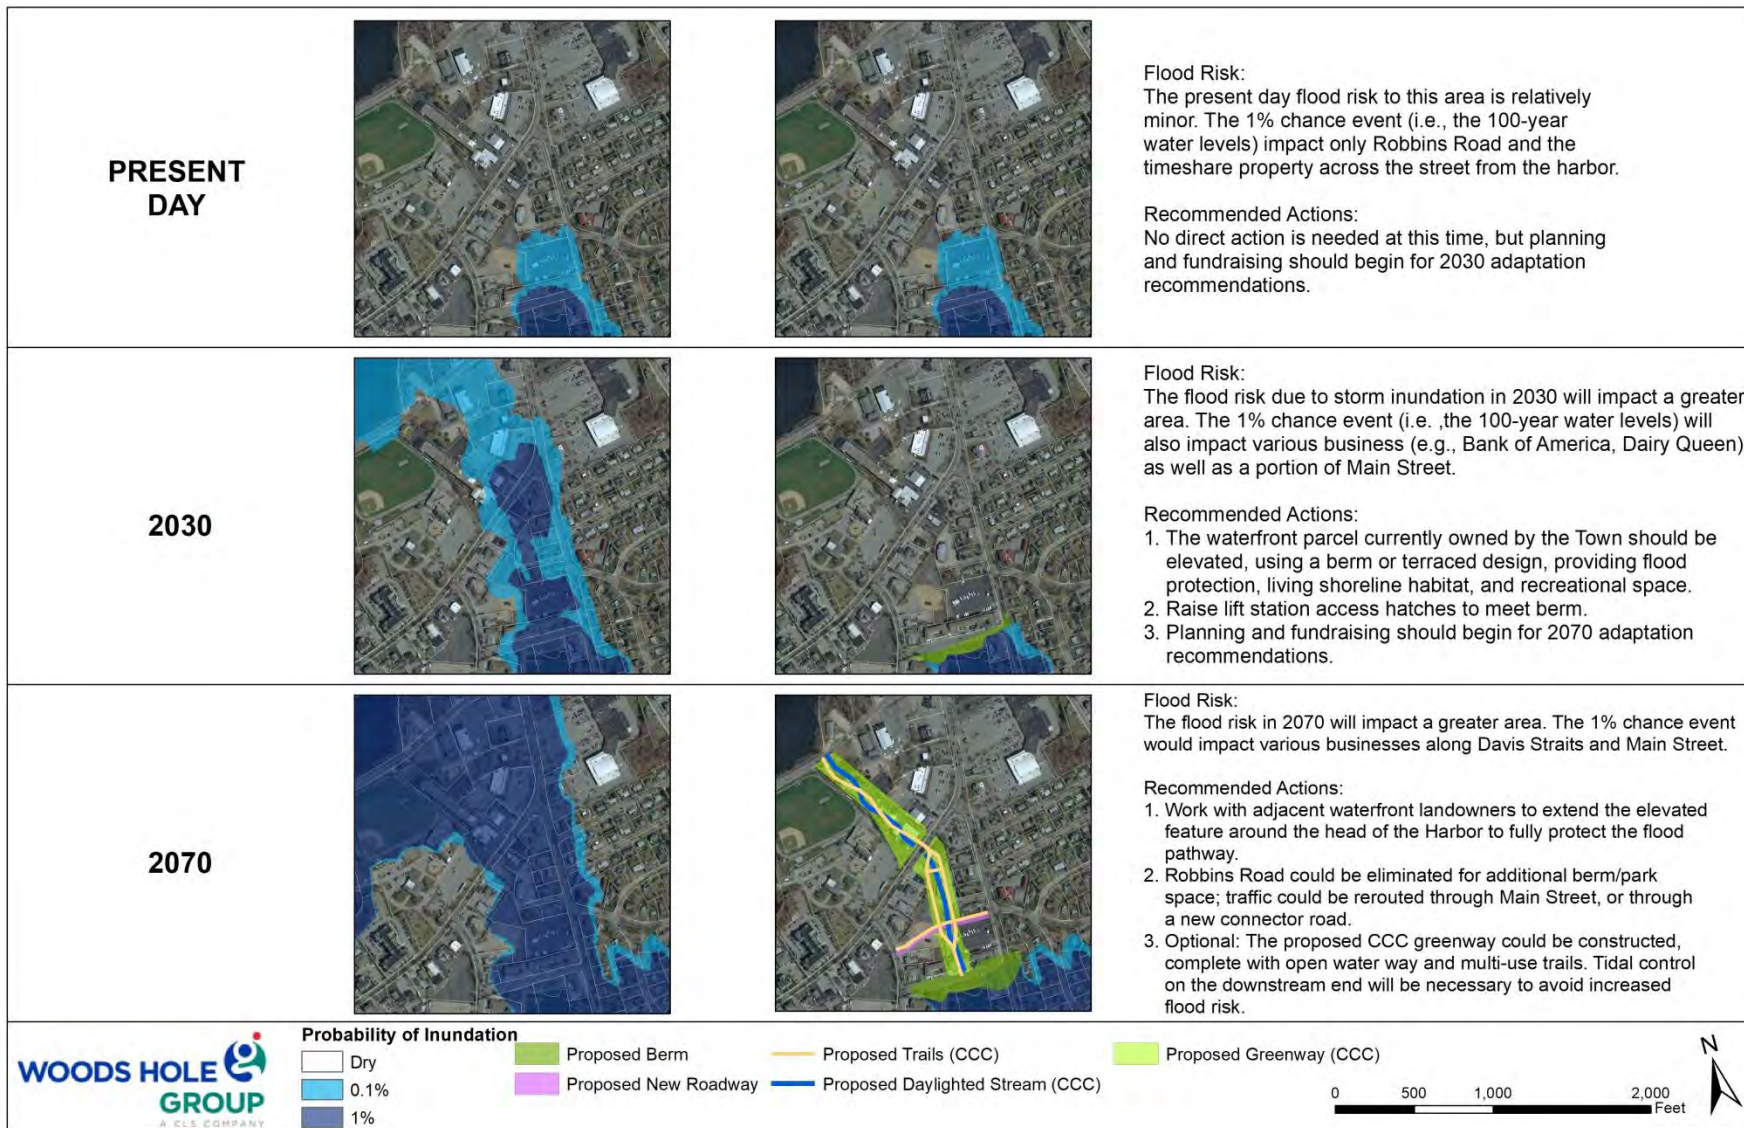 PRESENT
DAY
Flood Risk:
The present day flood risk to this area is relatively
minor. The 1% chance event (i.e., the 100-year
water levels) impact only Robbins Road and the
timeshare property across the street from the harbor.
Recommended Actions:
No direct action is needed at this time, but planning
and fundraising should begin for 2030 adaptation
recommendations.
2030
Flood Risk:
The flood risk due to storm inundation in 2030 will impact a greater
area. The 1% chance event (i.e. ,the 100-year water levels) will
also impact various business (e.g., Bank of America, Dairy Queen)
as well as a portion of Main Street.
Recommended Actions:
1. The waterfront parcel currently owned by the Town should be
elevated, using a berm or terraced design, providing flood
protection, living shoreline habitat, and recreational space.
2. Raise lift station access hatches to meet berm.
3. Planning and fundraising should begin for 2070 adaptation
recommendations.
2070
Flood Risk:
The flood risk in 2070 will impact a greater area. The 1% chance event
would impact various businesses along Davis Straits and Main Street.
Recommended Actions:
1. Work with adjacent waterfront landowners to extend the elevated
feature around the head of the Harbor to fully protect the flood
pathway.
2. Robbins Road could be eliminated for additional berm/park
space; traffic could be rerouted through Main Street, or through
a new connector road.
3. Optional: The proposed CCC greenway could be constructed,
complete with open water way and multi-use trails. Tidal control
on the downstream end will be necessary to avoid increased
flood risk.
WOODS HOLE
GROUP
A CLS COMPANY
Probability of Inundation
Dry
0.1%
1%
Proposed Berm
Proposed New Roadway
Proposed Trails (CCC)
Proposed Daylighted Stream (CCC)
Proposed Greenway (CCC)
N
0 500 1,000 2,000
Feet